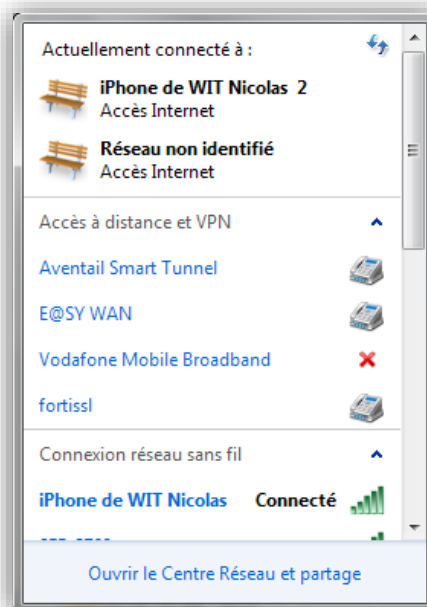 Actuellement connecté à :
iPhone de WIT Nicolas 2
Accès Internet
Réseau non identifié
Accès Internet
Accès à distance et VPN
Aventail Smart Tunnel
E@SY WAN
Vodafone Mobile Broadband
fortissl
Connexion réseau sans fil
iPhone de WIT Nicolas Connecté
Ouvrir le Centre Réseau et partage